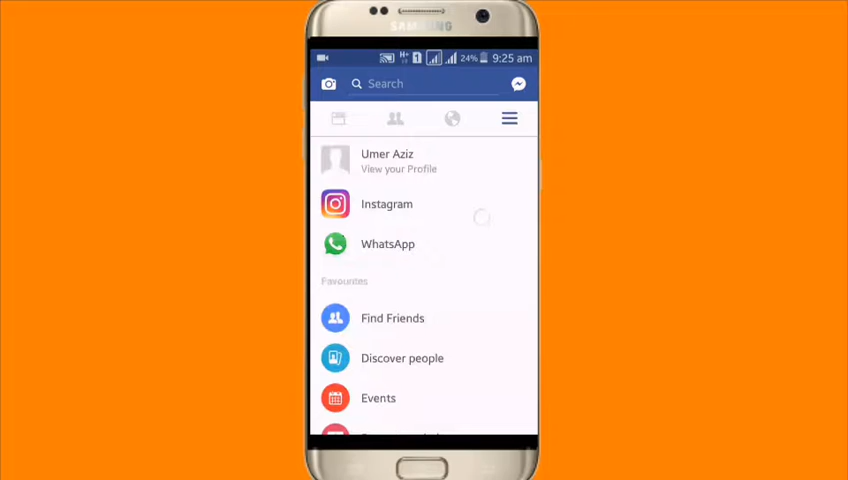 SAMSUNG
24% 9:25 am
Search
Umer Aziz
View your Profile
Instagram
WhatsApp
Favourites
Find Friends
Discover people
Events